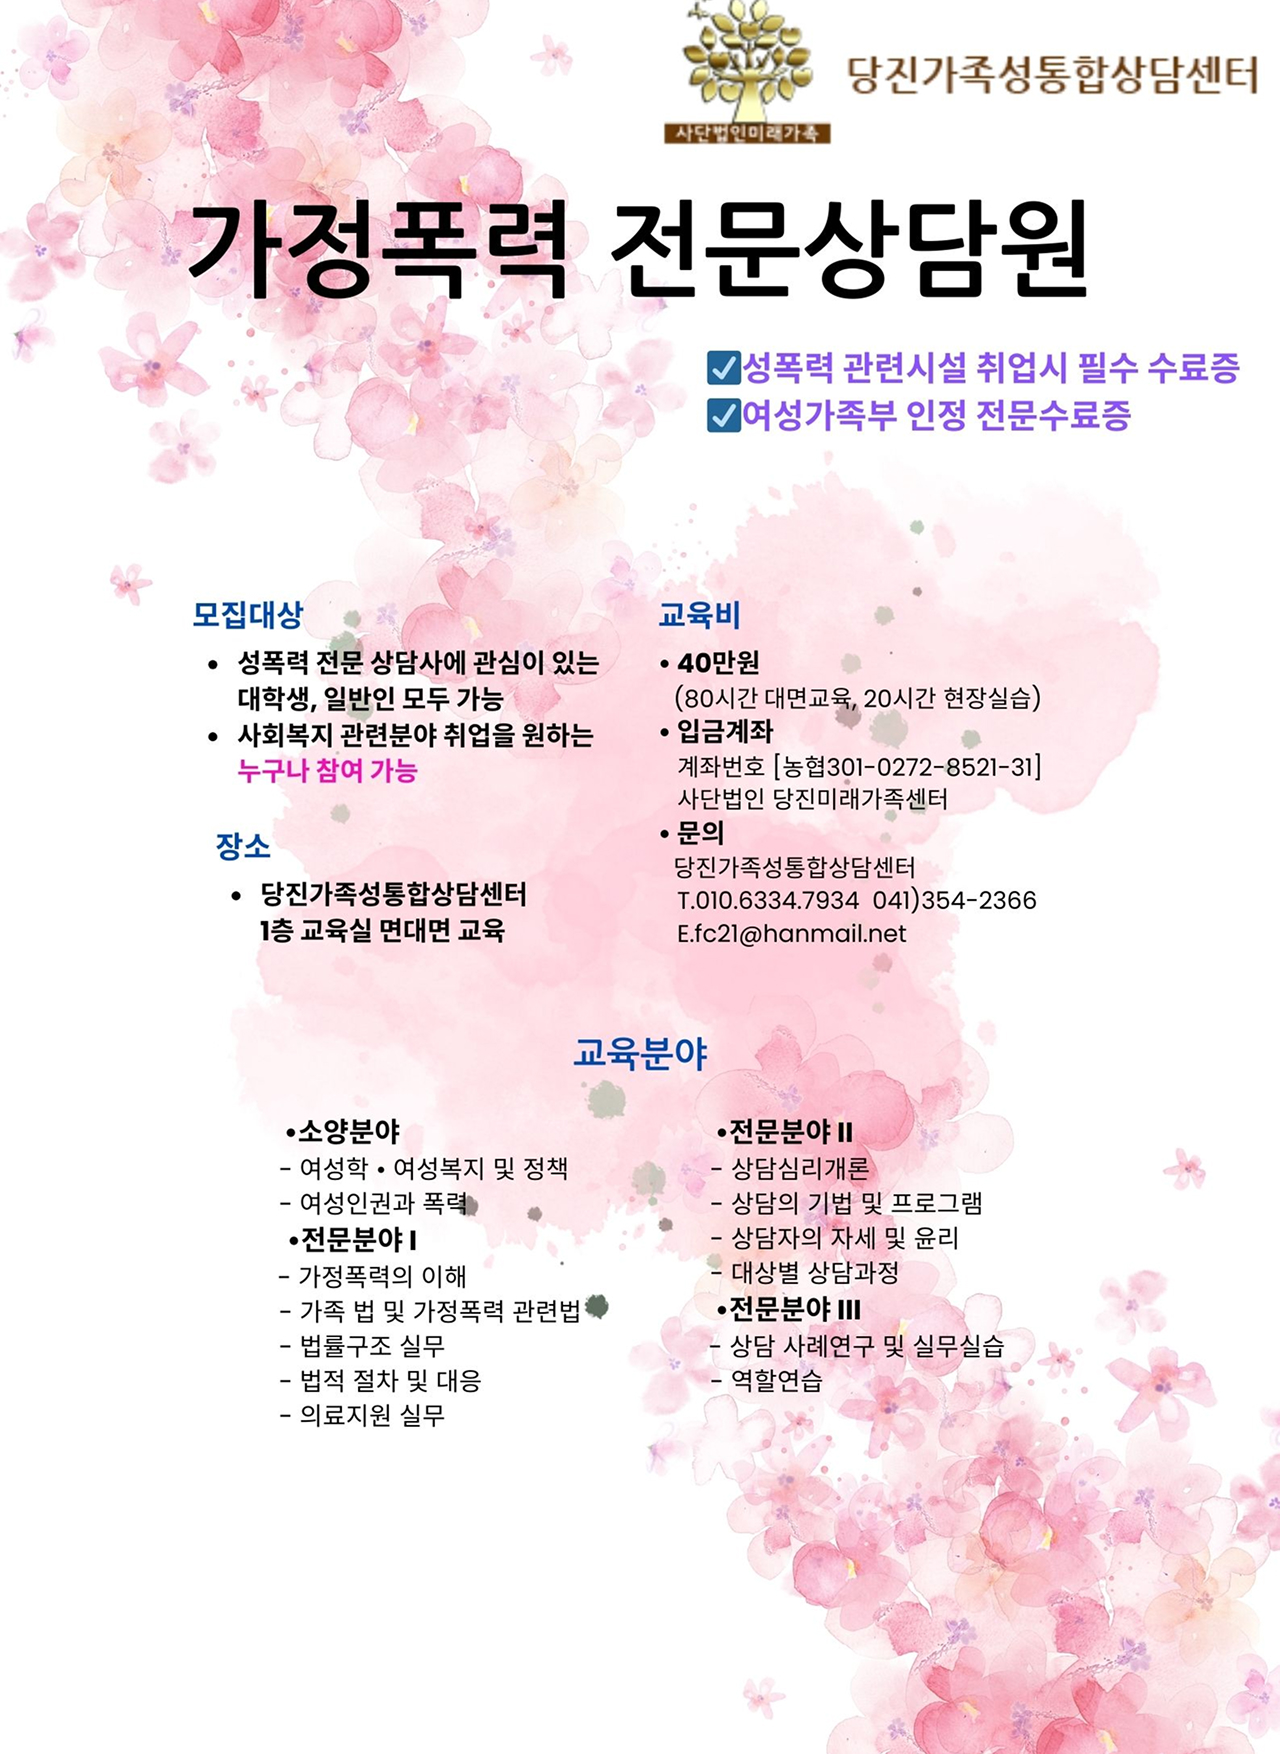 사단법인미래가족
당진가족성통합상담센터
가정폭력 전문상담원
☑성폭력 관련시설 취업시 필수 수료증
☑여성가족부 인정 전문수료증
모집대상
• 성폭력 전문 상담사에 관심이 있는
대학생, 일반인 모두 가능
• 사회복지 관련분야 취업을 원하는
누구나 참여 가능
장소
• 당진가족성통합상담센터
1층 교육실 면대면 교육
교육비
• 40만원
(80시간 대면교육, 20시간 현장실습)
• 입금계좌
계좌번호 [농협301-0272-8521-31]
사단법인 당진미래가족센터
• 문의
당진가족성통합상담센터
T.010.6334.7934 041)354-2366
E.fc21@hanmail.net
교육분야
•소양분야
- 여성학 • 여성복지 및 정책
- 여성인권과 폭력
•전문분야 I
- 가정폭력의 이해
- 가족 법 및 가정폭력 관련법
- 법률구조 실무
- 법적 절차 및 대응
- 의료지원 실무
•전문분야 II
- 상담심리개론
- 상담의 기법 및 프로그램
- 상담자의 자세 및 윤리
- 대상별 상담과정
•전문분야 III
- 상담 사례연구 및 실무실습
- 역할연습